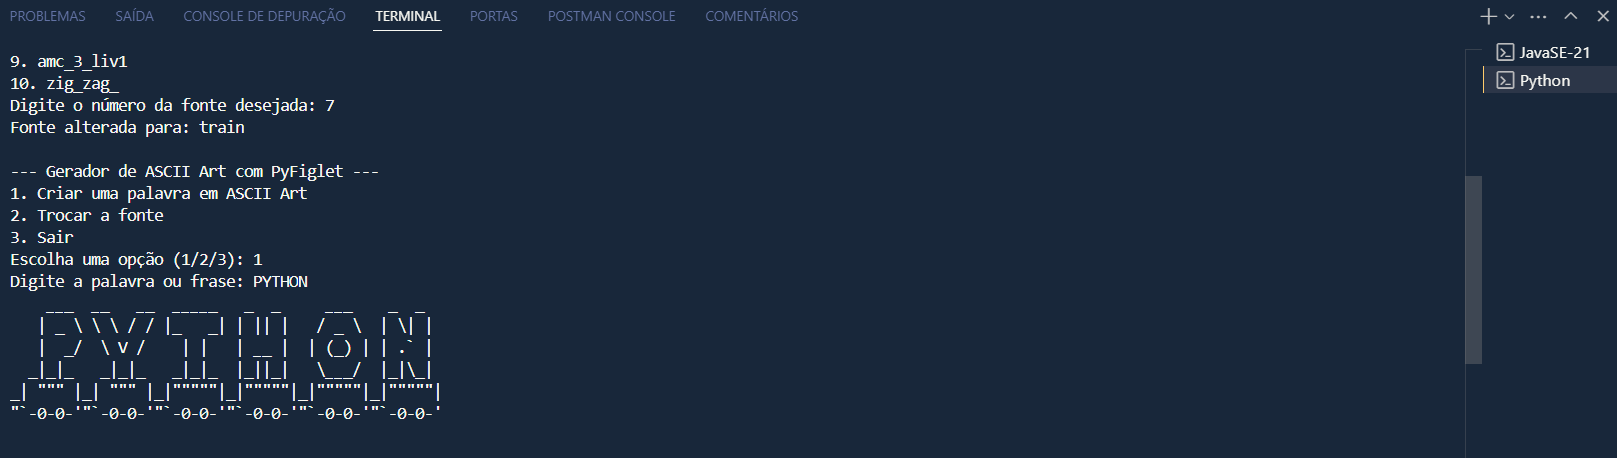 PROBLEMAS SAÍDA CONSOLE DE DEPURAÇÃO TERMINAL PORTAS POSTMAN CONSOLE COMENTÁRIOS
JavaSE-21
Python
9. amc_3_liv1
10. zig_zag_
Digite o número da fonte desejada: 7
Fonte alterada para: train

--- Gerador de ASCII Art com PyFiglet ---
1. Criar uma palavra em ASCII Art
2. Trocar a fonte
3. Sair
Escolha uma opção (1/2/3): 1
Digite a palavra ou frase: PYTHON
    ___  __   __  _____   _  _     ___    _  _
   | _ \ \ \ / / |_   _| | || |   / _ \  | \| |
   |  _/  \ V /    | |   | __ |  | (_) | | .` |
  _|_|_   _|_|_   _|_|_  |_||_|   \___/  |_|\_|
_| """ |_| """ |_|"""""|_|"""""|_|"""""|_|"""""|
"`-0-0-'"`-0-0-'"`-0-0-'"`-0-0-'"`-0-0-'"`-0-0-'